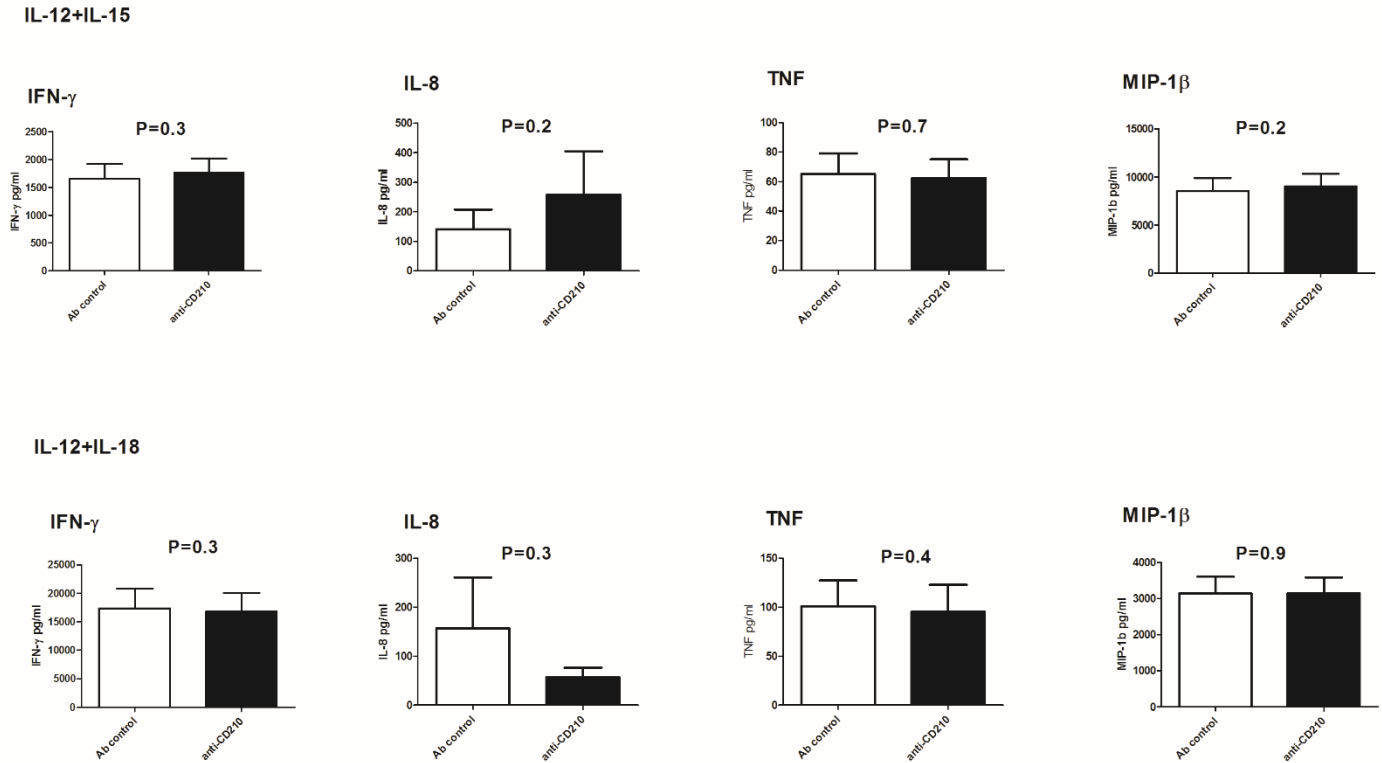 IL-12+IL-15
IFN-γ
P=0.3
IFN-γ pg/ml
2500
2000
1500
1000
500
0
Ab control
anti-CD210
IL-8
P=0.2
IL-8 pg/ml
500
400
300
200
100
0
Ab control
anti-CD210
TNF
P=0.7
TNF pg/ml
100
80
60
40
20
0
Ab control
anti-CD210
MIP-1β
P=0.2
MIP-1b pg/ml
15000
10000
5000
0
Ab control
anti-CD210
IL-12+IL-18
IFN-γ
P=0.3
IFN-γ pg/ml
25000
20000
15000
10000
5000
0
Ab control
anti-CD210
IL-8
P=0.3
IL-8 pg/ml
300
200
100
0
Ab control
anti-CD210
TNF
P=0.4
TNF pg/ml
150
100
50
0
Ab control
anti-CD210
MIP-1β
P=0.9
MIP-1b pg/ml
4000
3000
2000
1000
0
Ab control
anti-CD210